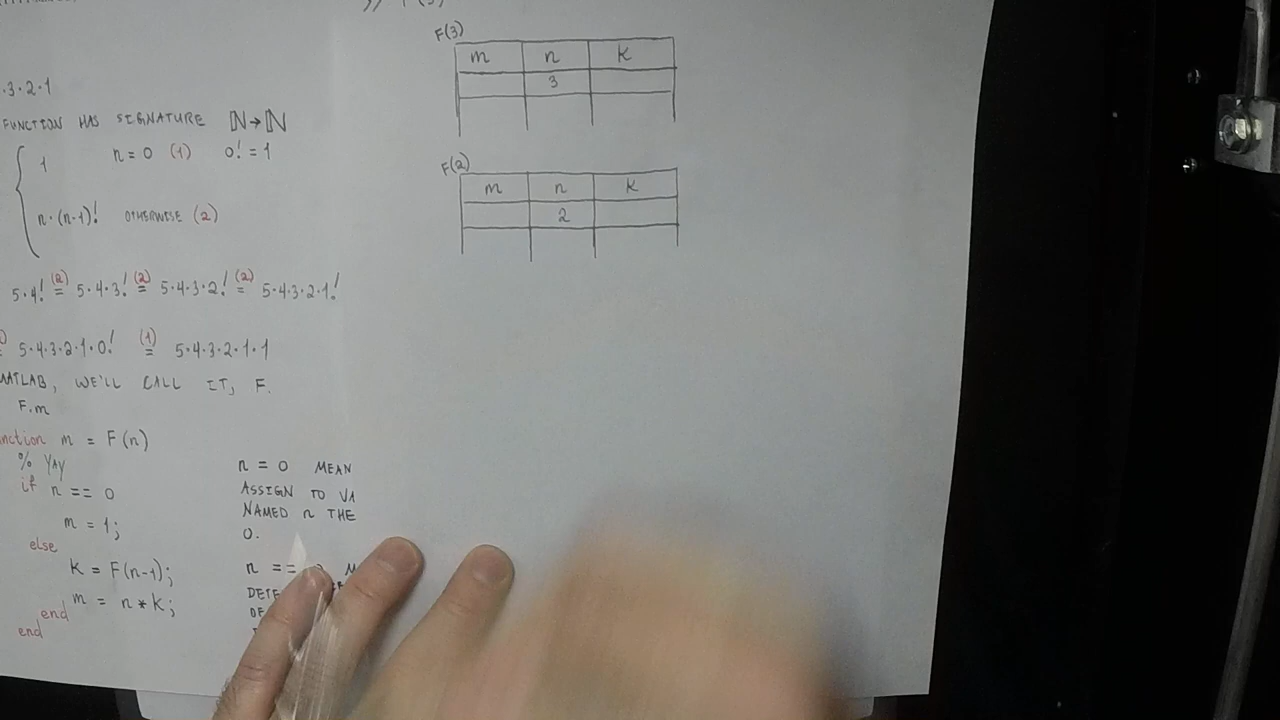 F(3)
m n k
3
·3·2·1
FUNCTION HAS SIGNATURE ℕ→ℕ
1 n=0 (1) 0! = 1
F(2)
m n k
2
n·(n-1)! OTHERWISE (2)
5·4! (2)= 5·4·3! (2)= 5·4·3·2! (2)= 5·4·3·2·1!
5·4·3·2·1·0! (1)= 5·4·3·2·1·1
MATLAB, WE'LL CALL IT, F.
F.m
nction m = F(n)
% YAY
if n == 0
m = 1;
else
k = F(n-1);
m = n*k;
end
end
n = 0 MEAN
ASSIGN TO VA
NAMED n THE
0.
n ==
DETE